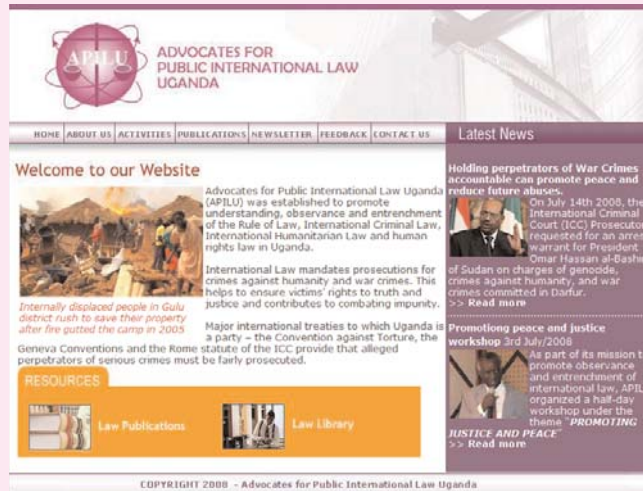 APILU
ADVOCATES FOR
PUBLIC INTERNATIONAL LAW
UGANDA
HOME ABOUT US ACTIVITIES PUBLICATIONS NEWSLETTER FEEDBACK CONTACT US
Welcome to our Website
Advocates for Public International Law Uganda
(APILU) was established to promote
understanding, observance and entrenchment
of the Rule of Law, International Criminal Law,
International Humanitarian Law and human
rights law in Uganda.
International Law mandates prosecutions for
crimes against humanity and war crimes. This
helps to ensure victims' rights to truth and
justice and contributes to combating impunity.
Internally displaced people in Gulu
district rush to save their property
after fire gutted the camp in 2005
Major international treaties to which Uganda is
a party – the Convention against Torture, the
Geneva Conventions and the Rome statute of the ICC provide that alleged
perpetrators of serious crimes must be fairly prosecuted.
RESOURCES
Law Publications
Law Library
Latest News
Holding perpetrators of War Crimes
accountable can promote peace and
reduce future abuses.
On July 14th 2008, the
International Criminal
Court (ICC) Prosecutor
requested for an arres
warrant for President
Omar Hassan al-Bashir
of Sudan on charges of genocide,
crimes against humanity, and war
crimes committed in Darfur.
>> Read more
Promotiong peace and justice
workshop 3rd July/2008
As part of its mission t
promote observance
and entrenchment of
international law, APIL
organized a half-day
workshop under the
theme "PROMOTING
JUSTICE AND PEACE"
>> Read more
COPYRIGHT 2008 - Advocates for Public International Law Uganda